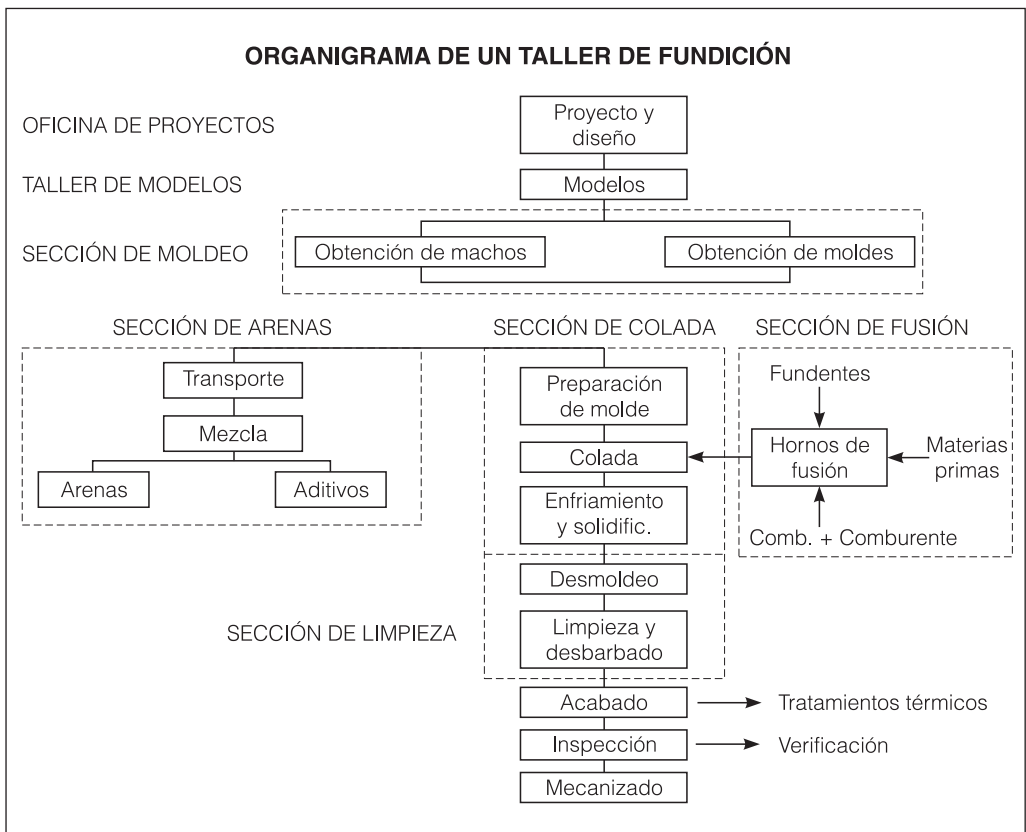 ORGANIGRAMA DE UN TALLER DE FUNDICIÓN
OFICINA DE PROYECTOS
Proyecto y
diseño
TALLER DE MODELOS
Modelos
SECCIÓN DE MOLDEO
Obtención de machos
Obtención de moldes
SECCIÓN DE ARENAS
Transporte
Mezcla
Arenas
Aditivos
SECCIÓN DE COLADA
Preparación
de molde
Colada
Enfriamiento
y solidific.
SECCIÓN DE FUSIÓN
Fundentes
Hornos de
fusión
Materias
primas
Comb. + Comburente
SECCIÓN DE LIMPIEZA
Desmoldeo
Limpieza y
desbarbado
Acabado
Tratamientos térmicos
Inspección
Verificación
Mecanizado